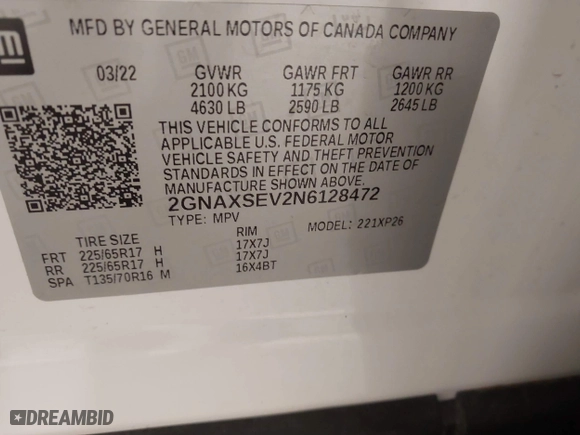 GM
MFD BY GENERAL MOTORS OF CANADA COMPANY
03/22 GVWR GAWR FRT GAWR RR
2100 KG 1175 KG 1200 KG
4630 LB 2590 LB 2645 LB
THIS VEHICLE CONFORMS TO ALL
APPLICABLE U.S. FEDERAL MOTOR
VEHICLE SAFETY AND THEFT PREVENTION
STANDARDS IN EFFECT ON THE DATE OF
MANUFACTURE SHOWN ABOVE.
2GNAXSEV2N6128472
TYPE: MPV MODEL: 221XP26
TIRE SIZE RIM
FRT 225/65R17 H 17X7J
RR 225/65R17 H 17X7J
SPA T135/70R16 M 16X4BT
DREAMBID